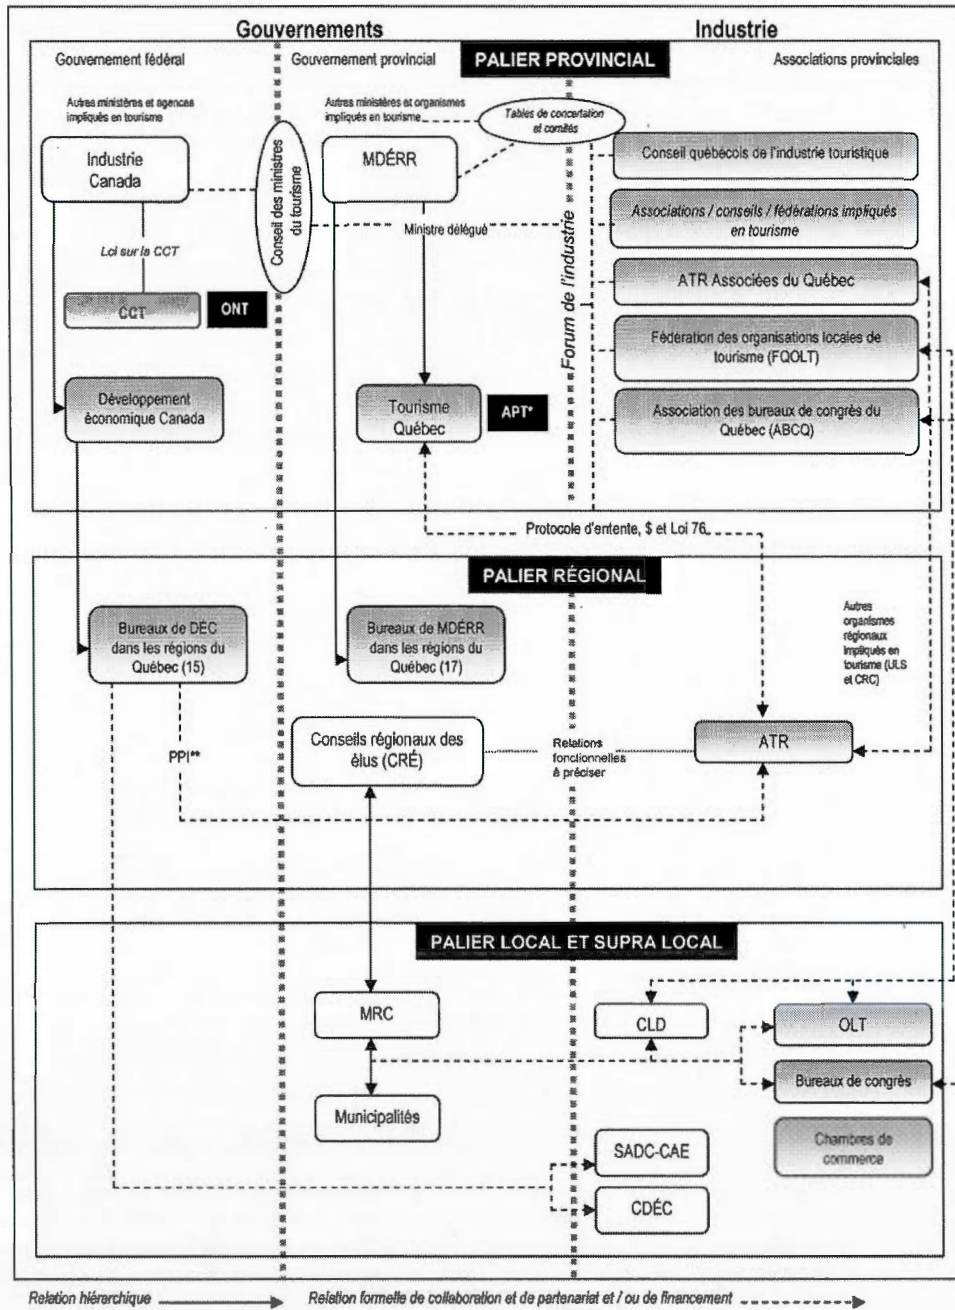 Gouvernements
Industrie
Gouvernement fédéral
Gouvernement provincial
PALIER PROVINCIAL
Associations provinciales
Autres ministères et agences
impliqués en tourisme
Autres ministères et organismes
impliqués en tourisme
Tables de concertation
et comités
Industrie
Canada
Conseil des ministres
du tourisme
MDÉRR
Conseil québécois de l'industrie touristique
Associations / conseils / fédérations impliqués
en tourisme
Ministre délégué
Forum de l'industrie
Loi sur la CCT
ATR Associées du Québec
CCT
ONT
Fédération des organisations locales de
tourisme (FQOLT)
Développement
économique Canada
Tourisme
Québec
APT*
Association des bureaux de congrès du
Québec (ABCQ)
Protocole d'entente, $ et Loi 76
PALIER RÉGIONAL
Bureaux de DEC
dans les régions du
Québec (15)
Bureaux de MDÉRR
dans les régions du
Québec (17)
Autres
organismes
régionaux
impliqués en
tourisme (ULS
et CRC)
PPI**
Conseils régionaux des
élus (CRÉ)
Relations
fonctionnelles
à préciser
ATR
PALIER LOCAL ET SUPRA LOCAL
MRC
CLD
OLT
Bureaux de congrès
Municipalités
Chambres de
commerce
SADC-CAE
CDÉC
Relation hiérarchique
Relation formelle de collaboration et de partenariat et / ou de financement